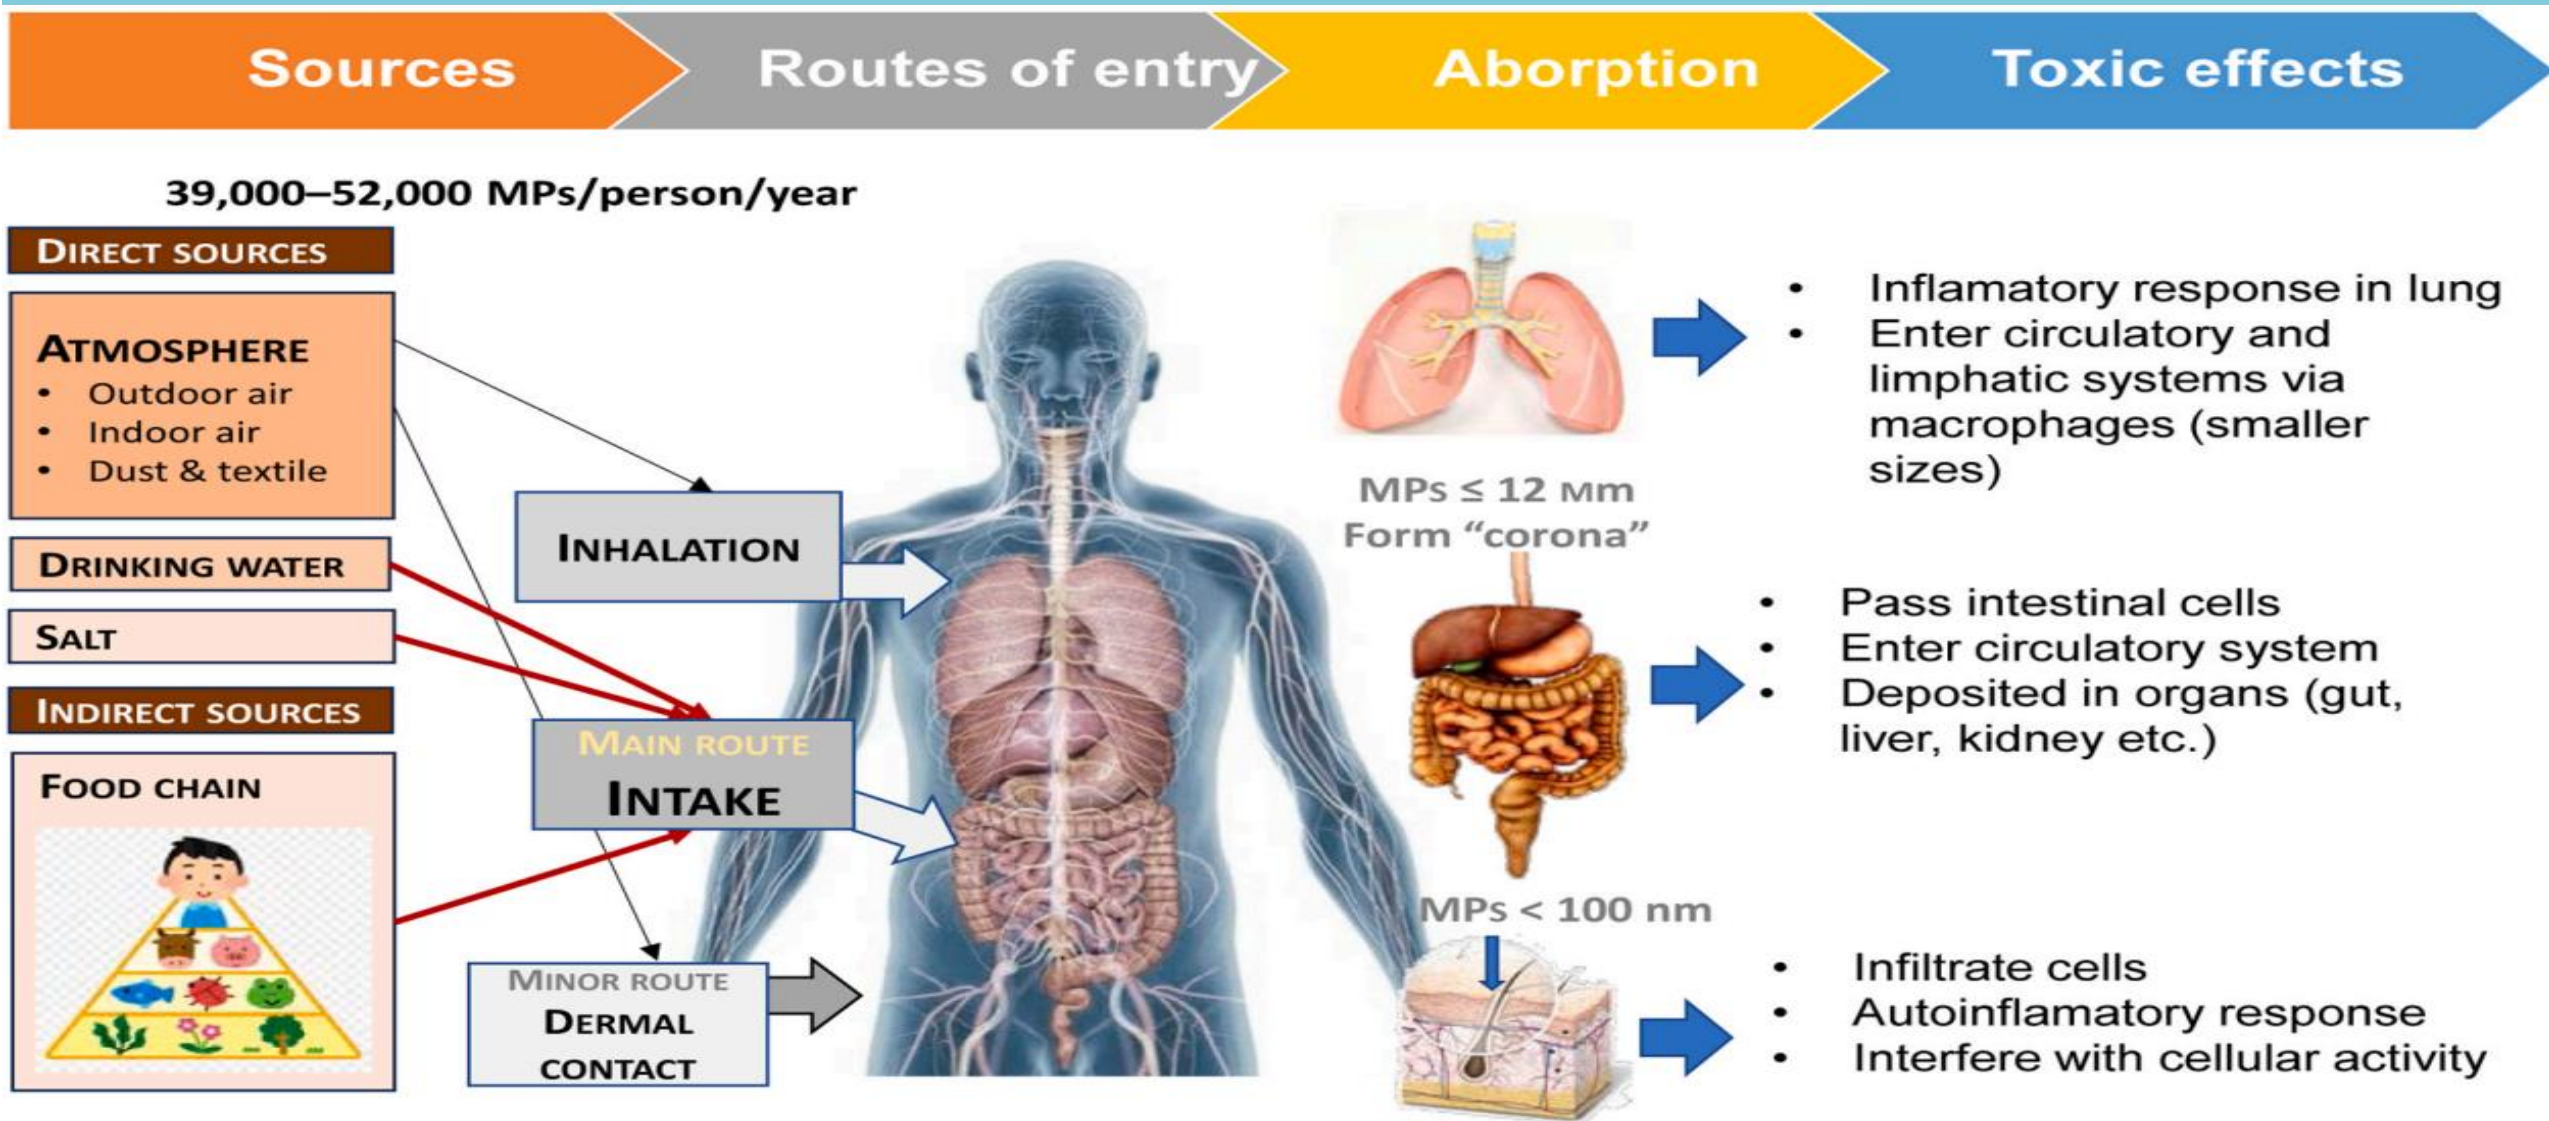 Sources
Routes of entry
Aborption
Toxic effects
39,000–52,000 MPs/person/year
DIRECT SOURCES
ATMOSPHERE
• Outdoor air
• Indoor air
• Dust & textile
DRINKING WATER
SALT
INDIRECT SOURCES
FOOD CHAIN
INHALATION
MAIN ROUTE
INTAKE
MINOR ROUTE
DERMAL
CONTACT
MPS ≤ 12 Mm
Form “corona”
MPS < 100 nm
• Inflamatory response in lung
• Enter circulatory and
limphatic systems via
macrophages (smaller
sizes)
• Pass intestinal cells
• Enter circulatory system
• Deposited in organs (gut,
liver, kidney etc.)
• Infiltrate cells
• Autoinflamatory response
• Interfere with cellular activity